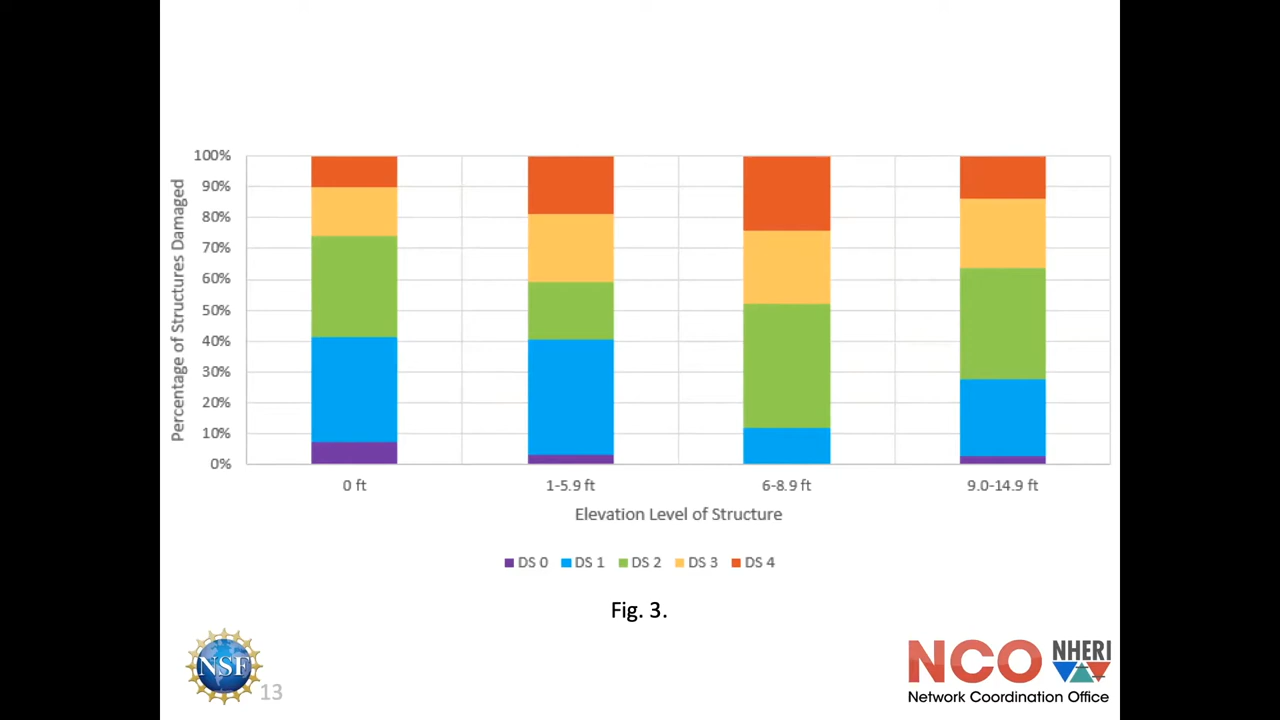 100%
90%
80%
70%
60%
50%
40%
30%
20%
10%
0%
Percentage of Structures Damaged
0 ft
1-5.9 ft
6-8.9 ft
9.0-14.9 ft
Elevation Level of Structure
DS 0
DS 1
DS 2
DS 3
DS 4
Fig. 3.
NSF
13
NCO
NHERI
Network Coordination Office